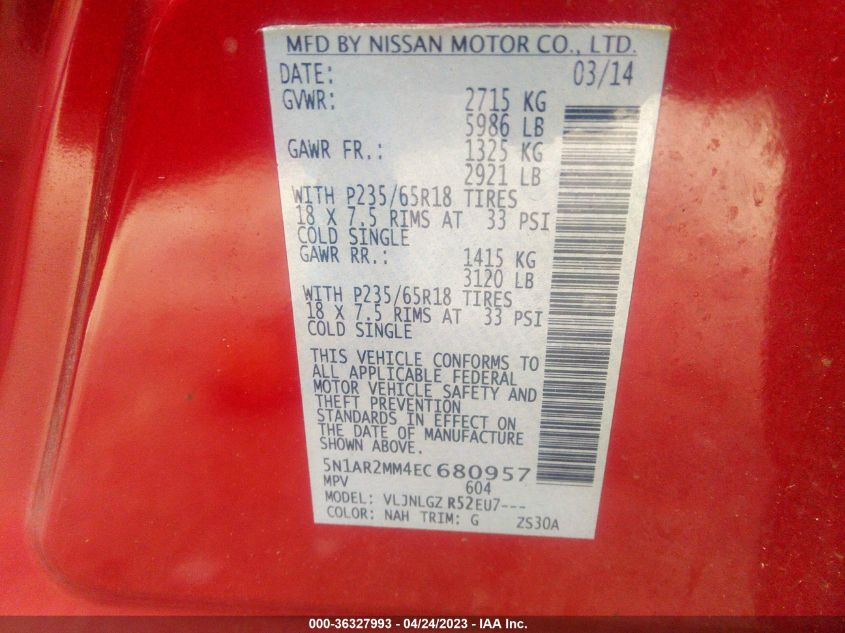 MFD BY NISSAN MOTOR CO., LTD.
DATE: 03/14
GVWR: 2715 KG
5986 LB
GAWR FR.: 1325 KG
2921 LB
WITH P235/65R18 TIRES
18 X 7.5 RIMS AT 33 PSI
COLD SINGLE
GAWR RR.: 1415 KG
3120 LB
WITH P235/65R18 TIRES
18 X 7.5 RIMS AT 33 PSI
COLD SINGLE
THIS VEHICLE CONFORMS TO
ALL APPLICABLE FEDERAL
MOTOR VEHICLE SAFETY AND
THEFT PREVENTION
STANDARDS IN EFFECT ON
THE DATE OF MANUFACTURE
SHOWN ABOVE.
5N1AR2MM4EC680957
MPV 604
MODEL: VLJNLGZ R52EU7---
COLOR: NAH TRIM: G ZS30A
000-36327993 - 04/24/2023 - IAA Inc.